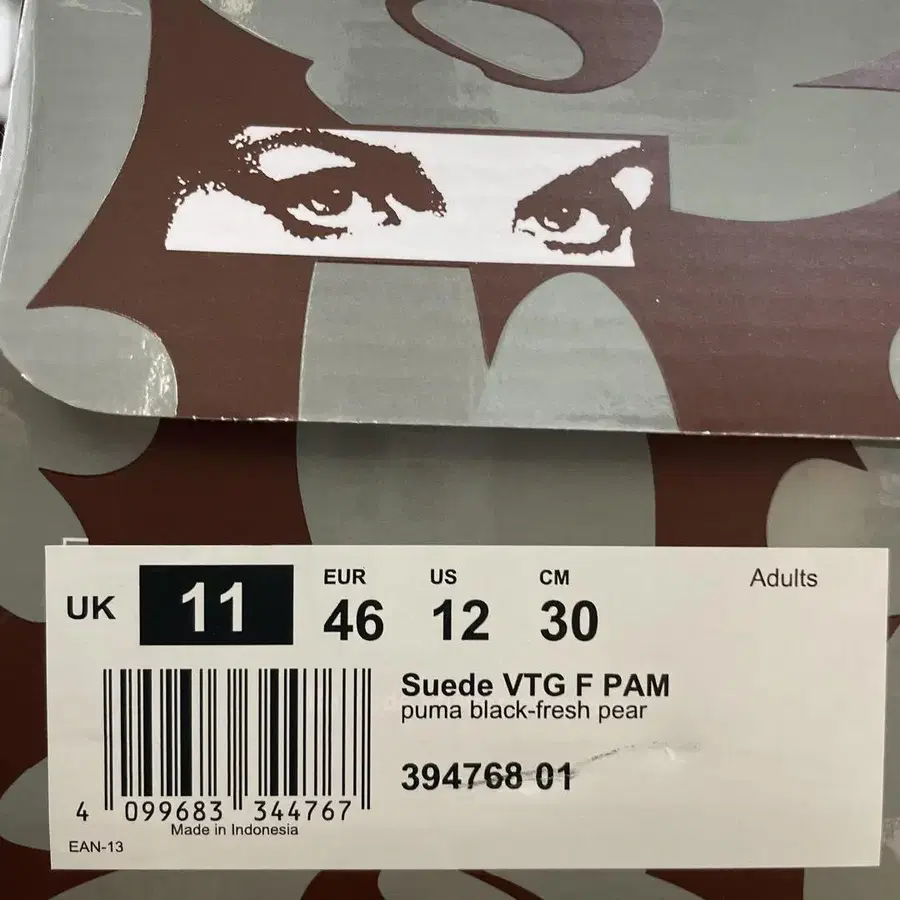 UK 11
EUR 46
US 12
CM 30
Adults
Suede VTG F PAM
puma black-fresh pear
394768 01
4 099683 344767
Made in Indonesia
EAN-13